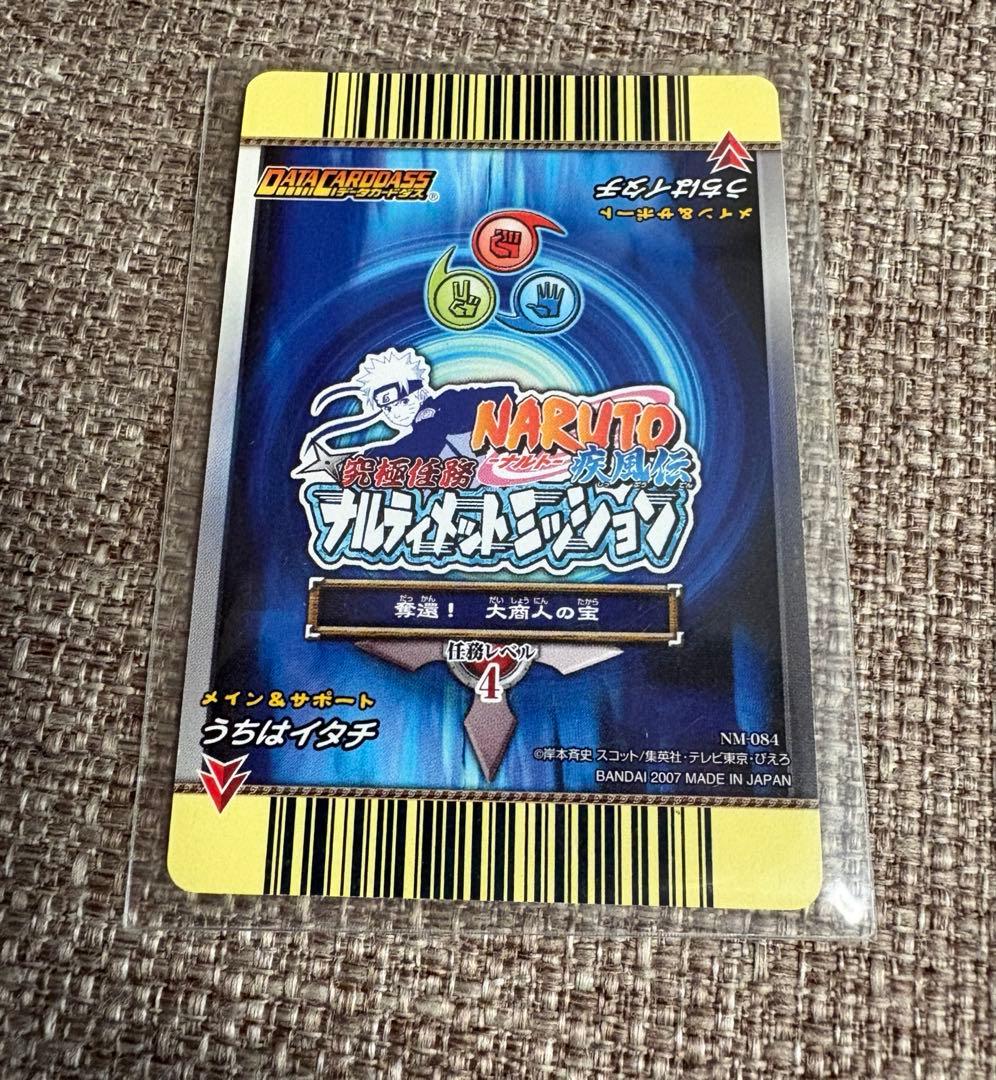 DATA CARDDASS®
データカードダス
メイン＆サポート
うちはイタチ
NARUTO
-ナルト-
疾風伝
究極任務
ナルティメットミッション
だっ かん だい しょう にん たから
奪還！ 大商人の宝
任務レベル
4
メイン＆サポート
うちはイタチ
NM-084
©岸本斉史 スコット/集英社・テレビ東京・ぴえろ
BANDAI 2007 MADE IN JAPAN